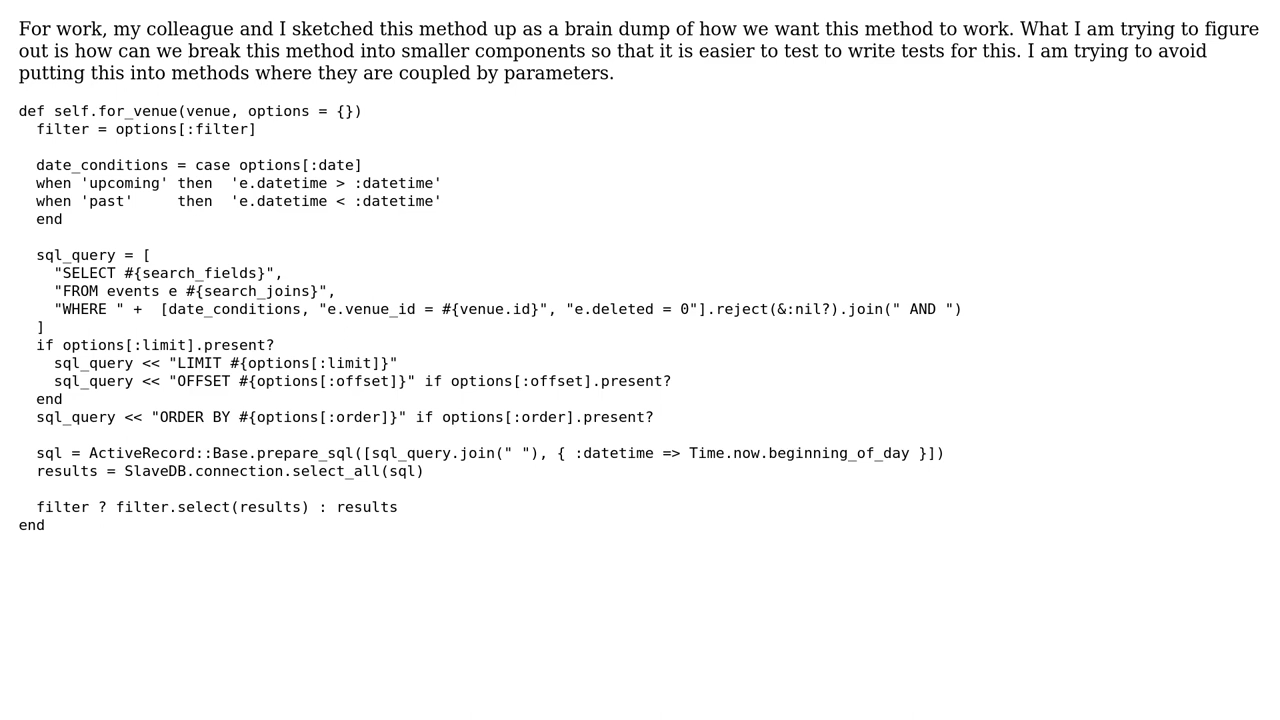 For work, my colleague and I sketched this method up as a brain dump of how we want this method to work. What I am trying to figure
out is how can we break this method into smaller components so that it is easier to test to write tests for this. I am trying to avoid
putting this into methods where they are coupled by parameters.
def self.for_venue(venue, options = {})
  filter = options[:filter]

  date_conditions = case options[:date]
  when 'upcoming' then  'e.datetime > :datetime'
  when 'past'     then  'e.datetime < :datetime'
  end

  sql_query = [
    "SELECT #{search_fields}",
    "FROM events e #{search_joins}",
    "WHERE " +  [date_conditions, "e.venue_id = #{venue.id}", "e.deleted = 0"].reject(&:nil?).join(" AND ")
  ]
  if options[:limit].present?
    sql_query << "LIMIT #{options[:limit]}"
    sql_query << "OFFSET #{options[:offset]}" if options[:offset].present?
  end
  sql_query << "ORDER BY #{options[:order]}" if options[:order].present?

  sql = ActiveRecord::Base.prepare_sql([sql_query.join(" "), { :datetime => Time.now.beginning_of_day }])
  results = SlaveDB.connection.select_all(sql)

  filter ? filter.select(results) : results
end